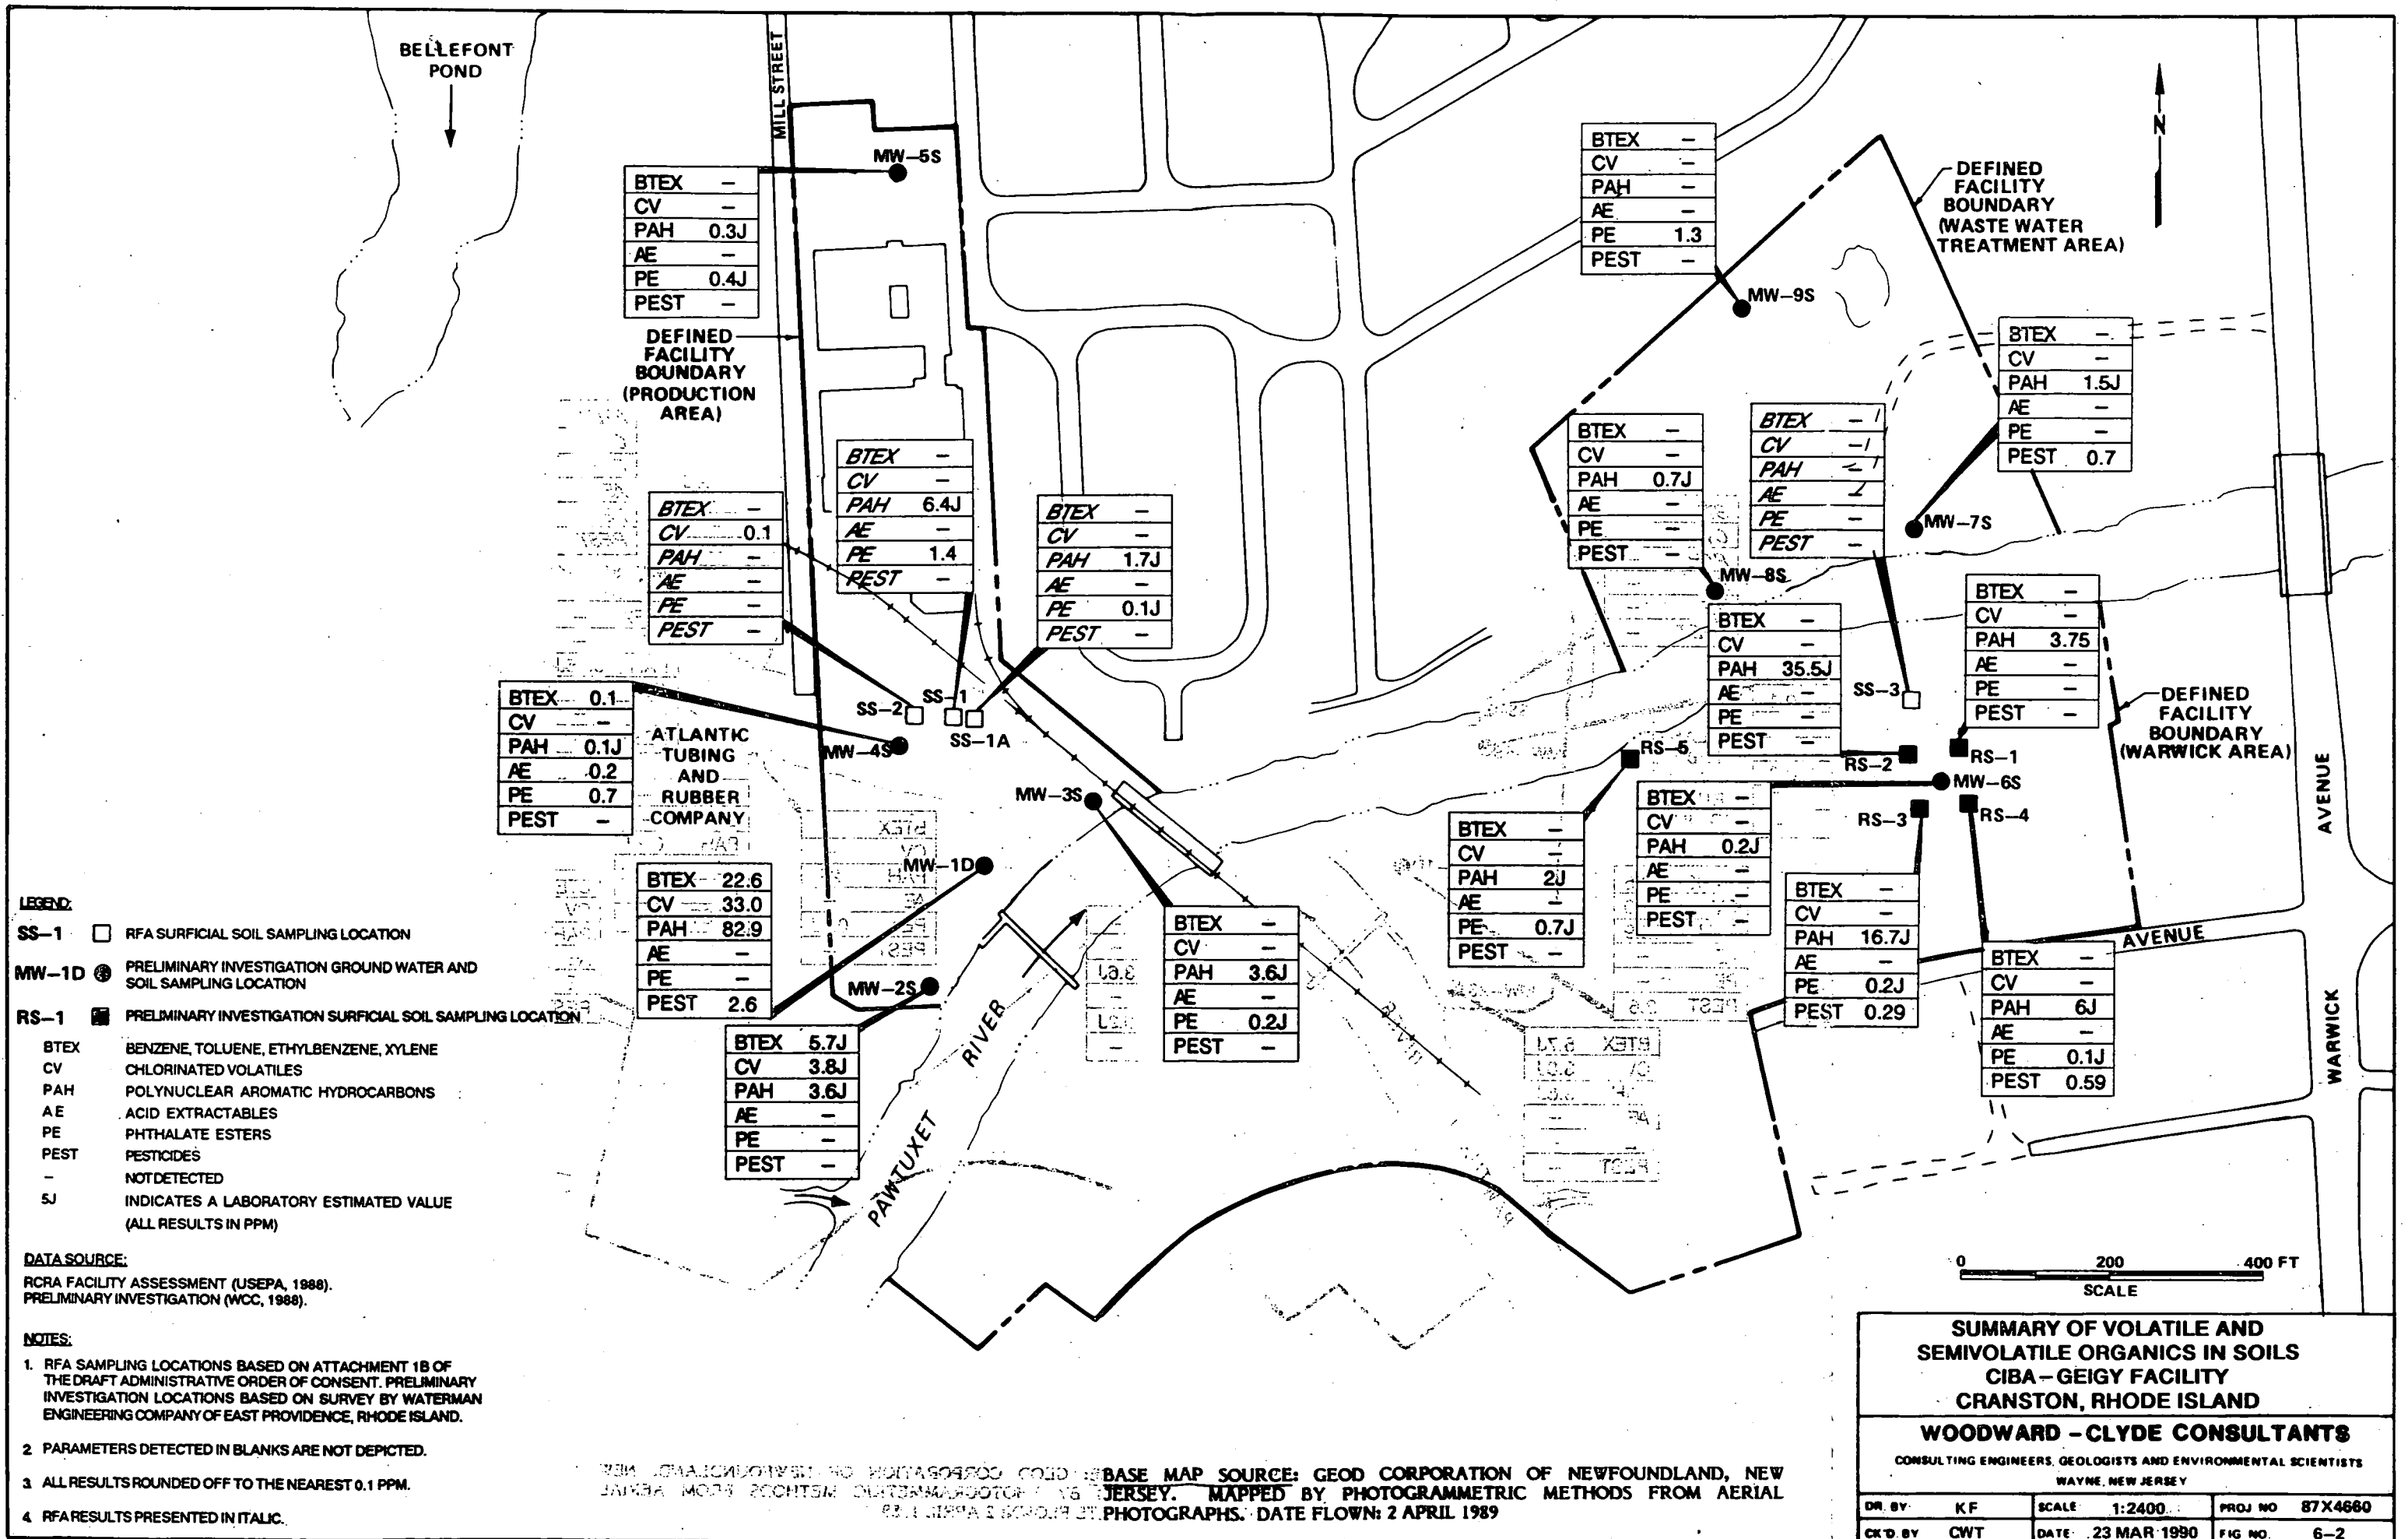 BELLEFONT
POND
MILL STREET
MW-5S
BTEX -
CV -
PAH 0.3J
AE -
PE 0.4J
PEST -
DEFINED
FACILITY
BOUNDARY
(PRODUCTION
AREA)
BTEX -
CV -
PAH -
AE -
PE 1.3
PEST -
MW-9S
DEFINED
FACILITY
BOUNDARY
(WASTE WATER
TREATMENT AREA)
N
BTEX -
CV -
PAH 1.5J
AE -
PE -
PEST 0.7
MW-7S
BTEX -
CV -
PAH 0.7J
AE -
PE -
PEST -
MW-8S
BTEX -
CV -
PAH -
AE -
PE -
PEST -
SS-3
BTEX -
CV 0.1
PAH -
AE -
PE -
PEST -
SS-2
BTEX -
CV -
PAH 6.4J
AE -
PE 1.4
PEST -
SS-1
BTEX -
CV -
PAH 1.7J
AE -
PE 0.1J
PEST -
SS-1A
BTEX -
CV -
PAH 35.5J
AE -
PE -
PEST -
RS-2
BTEX -
CV -
PAH 3.75
AE -
PE -
PEST -
RS-1
DEFINED
FACILITY
BOUNDARY
(WARWICK AREA)
BTEX 0.1
CV -
PAH 0.1J
AE 0.2
PE 0.7
PEST -
MW-4S
ATLANTIC
TUBING
AND
RUBBER
COMPANY
MW-3S
MW-1D
BTEX 22.6
CV 33.0
PAH 82.9
AE -
PE -
PEST 2.6
MW-2S
BTEX 5.7J
CV 3.8J
PAH 3.6J
AE -
PE -
PEST -
BTEX -
CV -
PAH 3.6J
AE -
PE 0.2J
PEST -
RS-5
BTEX -
CV -
PAH 2J
AE -
PE 0.7J
PEST -
MW-6S
BTEX -
CV -
PAH 0.2J
AE -
PE -
PEST -
RS-3
BTEX -
CV -
PAH 16.7J
AE -
PE 0.2J
PEST 0.29
RS-4
BTEX -
CV -
PAH 6J
AE -
PE 0.1J
PEST 0.59
AVENUE
WARWICK
AVENUE
PAWTUXET
RIVER
LEGEND:
SS-1 RFA SURFICIAL SOIL SAMPLING LOCATION
MW-1D PRELIMINARY INVESTIGATION GROUND WATER AND
SOIL SAMPLING LOCATION
RS-1 PRELIMINARY INVESTIGATION SURFICIAL SOIL SAMPLING LOCATION
BTEX BENZENE, TOLUENE, ETHYLBENZENE, XYLENE
CV CHLORINATED VOLATILES
PAH POLYNUCLEAR AROMATIC HYDROCARBONS
AE ACID EXTRACTABLES
PE PHTHALATE ESTERS
PEST PESTICIDES
- NOT DETECTED
5J INDICATES A LABORATORY ESTIMATED VALUE
(ALL RESULTS IN PPM)
DATA SOURCE:
RCRA FACILITY ASSESSMENT (USEPA, 1988).
PRELIMINARY INVESTIGATION (WCC, 1988).
NOTES:
1. RFA SAMPLING LOCATIONS BASED ON ATTACHMENT 1B OF
THE DRAFT ADMINISTRATIVE ORDER OF CONSENT. PRELIMINARY
INVESTIGATION LOCATIONS BASED ON SURVEY BY WATERMAN
ENGINEERING COMPANY OF EAST PROVIDENCE, RHODE ISLAND.
2 PARAMETERS DETECTED IN BLANKS ARE NOT DEPICTED.
3. ALL RESULTS ROUNDED OFF TO THE NEAREST 0.1 PPM.
4. RFA RESULTS PRESENTED IN ITALIC.
BASE MAP SOURCE: GEOD CORPORATION OF NEWFOUNDLAND, NEW
JERSEY. MAPPED BY PHOTOGRAMMETRIC METHODS FROM AERIAL
PHOTOGRAPHS. DATE FLOWN: 2 APRIL 1989
0 200 400 FT
SCALE
SUMMARY OF VOLATILE AND
SEMIVOLATILE ORGANICS IN SOILS
CIBA-GEIGY FACILITY
CRANSTON, RHODE ISLAND
WOODWARD-CLYDE CONSULTANTS
CONSULTING ENGINEERS, GEOLOGISTS AND ENVIRONMENTAL SCIENTISTS
WAYNE, NEW JERSEY
DR. BY: KF SCALE: 1:2400 PROJ NO 87X4660
CK'D. BY CWT DATE: 23 MAR 1990 FIG NO. 6-2